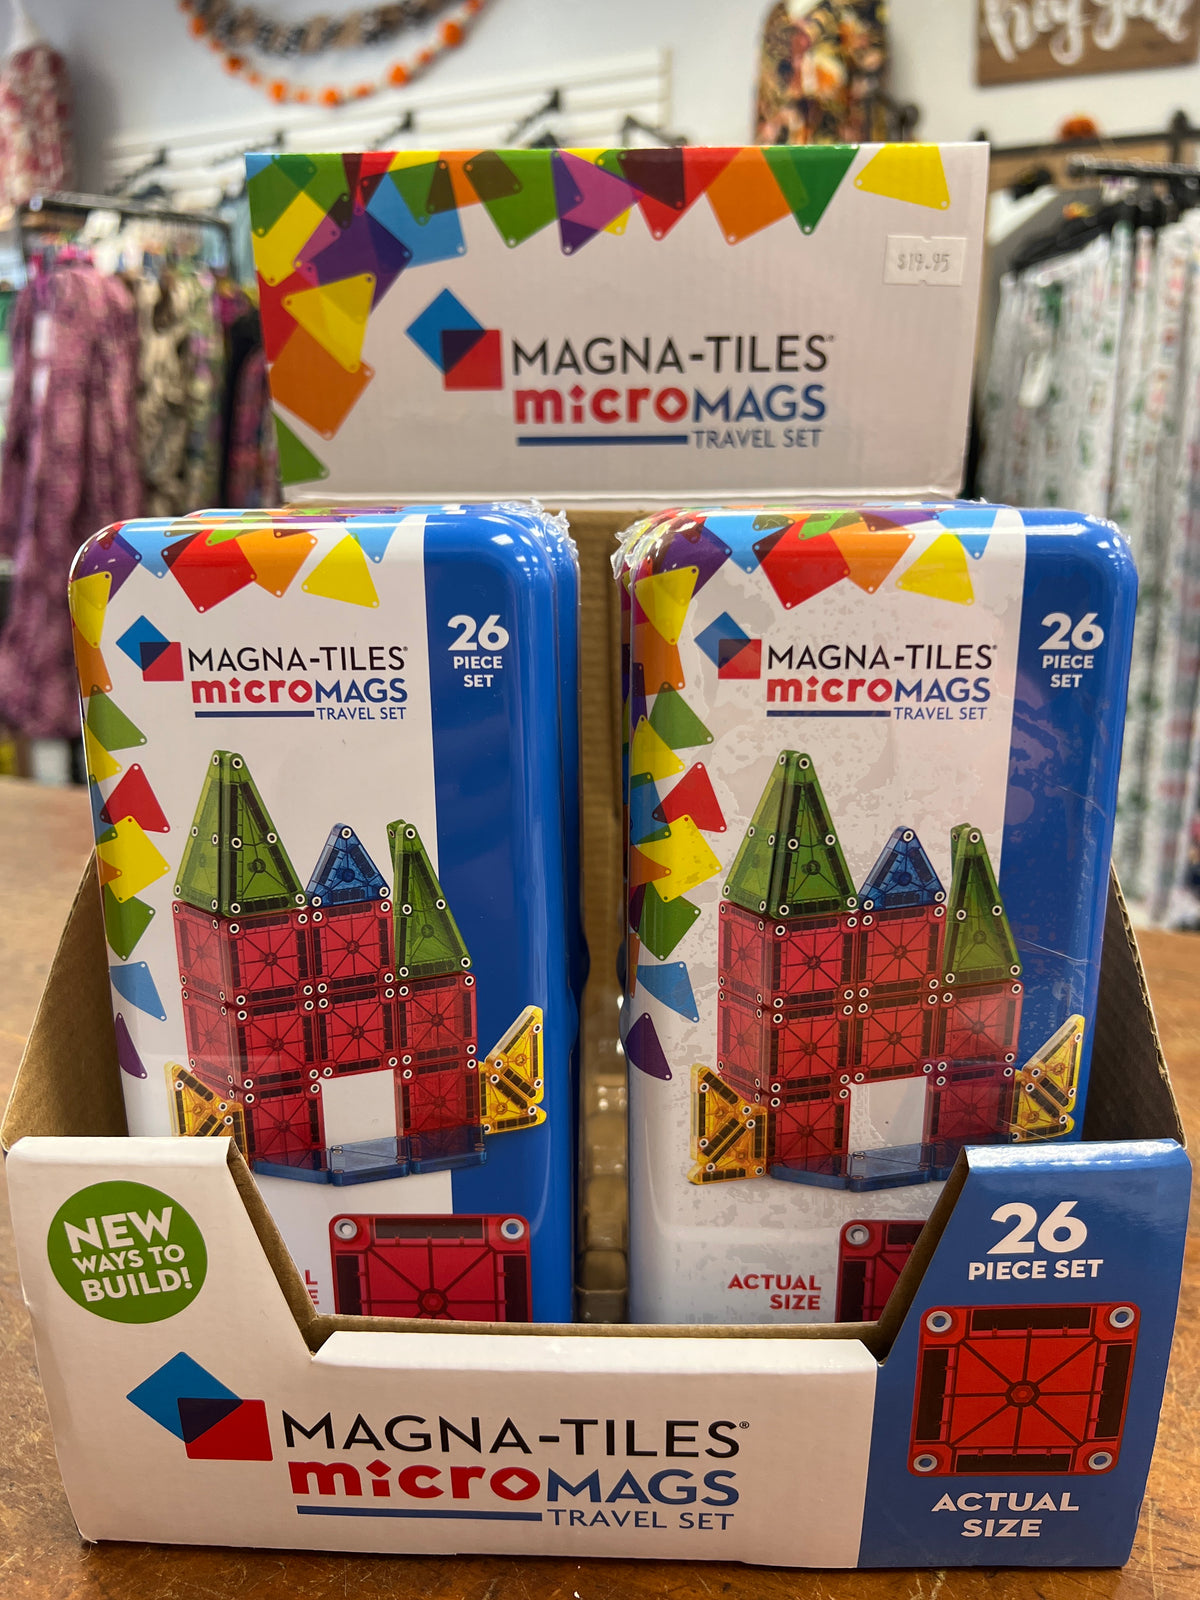 hey y'all
$19.95
MAGNA-TILES®
microMAGS
TRAVEL SET
MAGNA-TILES®
microMAGS
TRAVEL SET
26
PIECE
SET
MAGNA-TILES®
microMAGS
TRAVEL SET
26
PIECE
SET
L
E
ACTUAL
SIZE
NEW
WAYS TO
BUILD!
MAGNA-TILES®
microMAGS
TRAVEL SET
26
PIECE SET
ACTUAL
SIZE